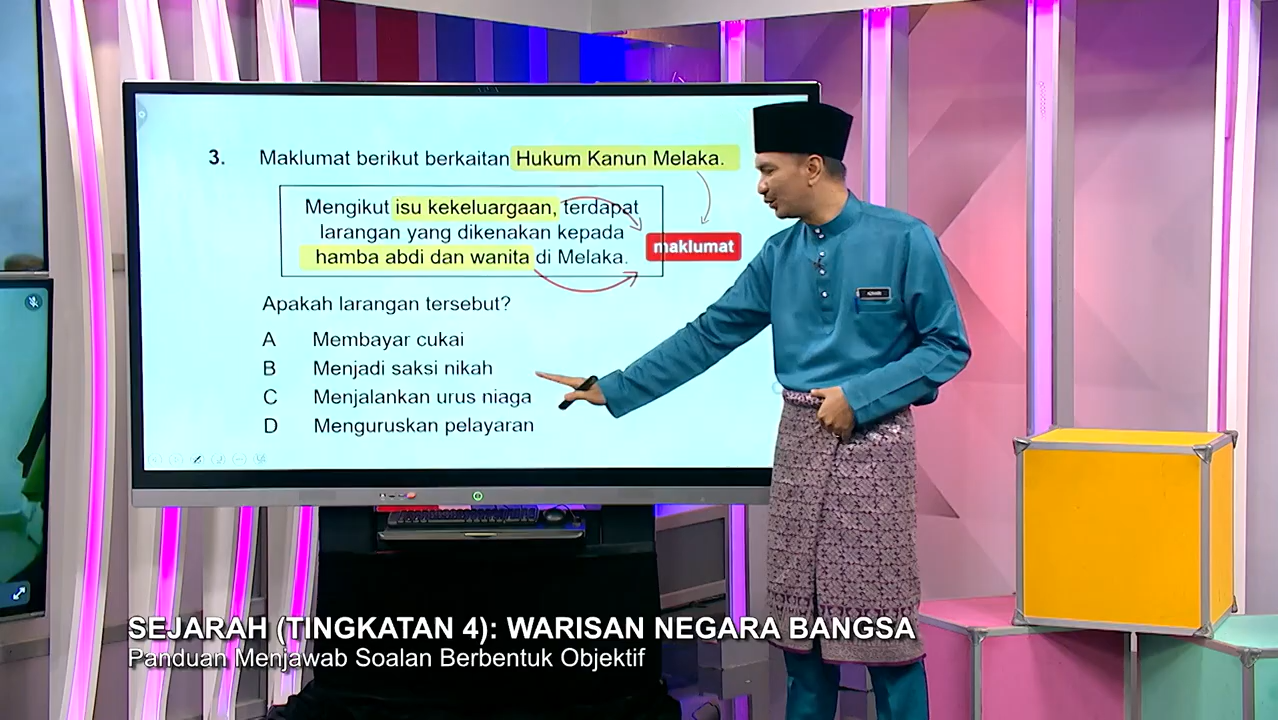 3. Maklumat berikut berkaitan Hukum Kanun Melaka.
Mengikut isu kekeluargaan, terdapat
larangan yang dikenakan kepada
hamba abdi dan wanita di Melaka.
maklumat
Apakah larangan tersebut?
A Membayar cukai
B Menjadi saksi nikah
C Menjalankan urus niaga
D Menguruskan pelayaran
SEJARAH (TINGKATAN 4): WARISAN NEGARA BANGSA
Panduan Menjawab Soalan Berbentuk Objektif